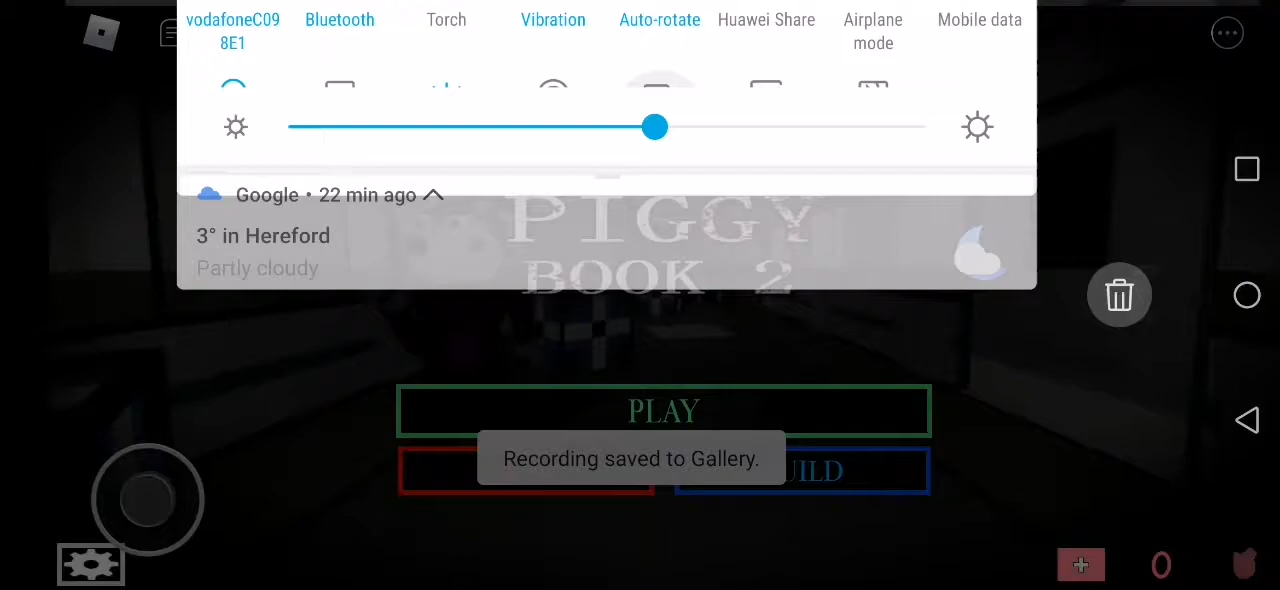 vodafoneC09
8E1
Bluetooth
Torch
Vibration
Auto-rotate
Huawei Share
Airplane
mode
Mobile data
Google • 22 min ago
3° in Hereford
Partly cloudy
PIGGY
BOOK 2
PLAY
Recording saved to Gallery.
UILD
0